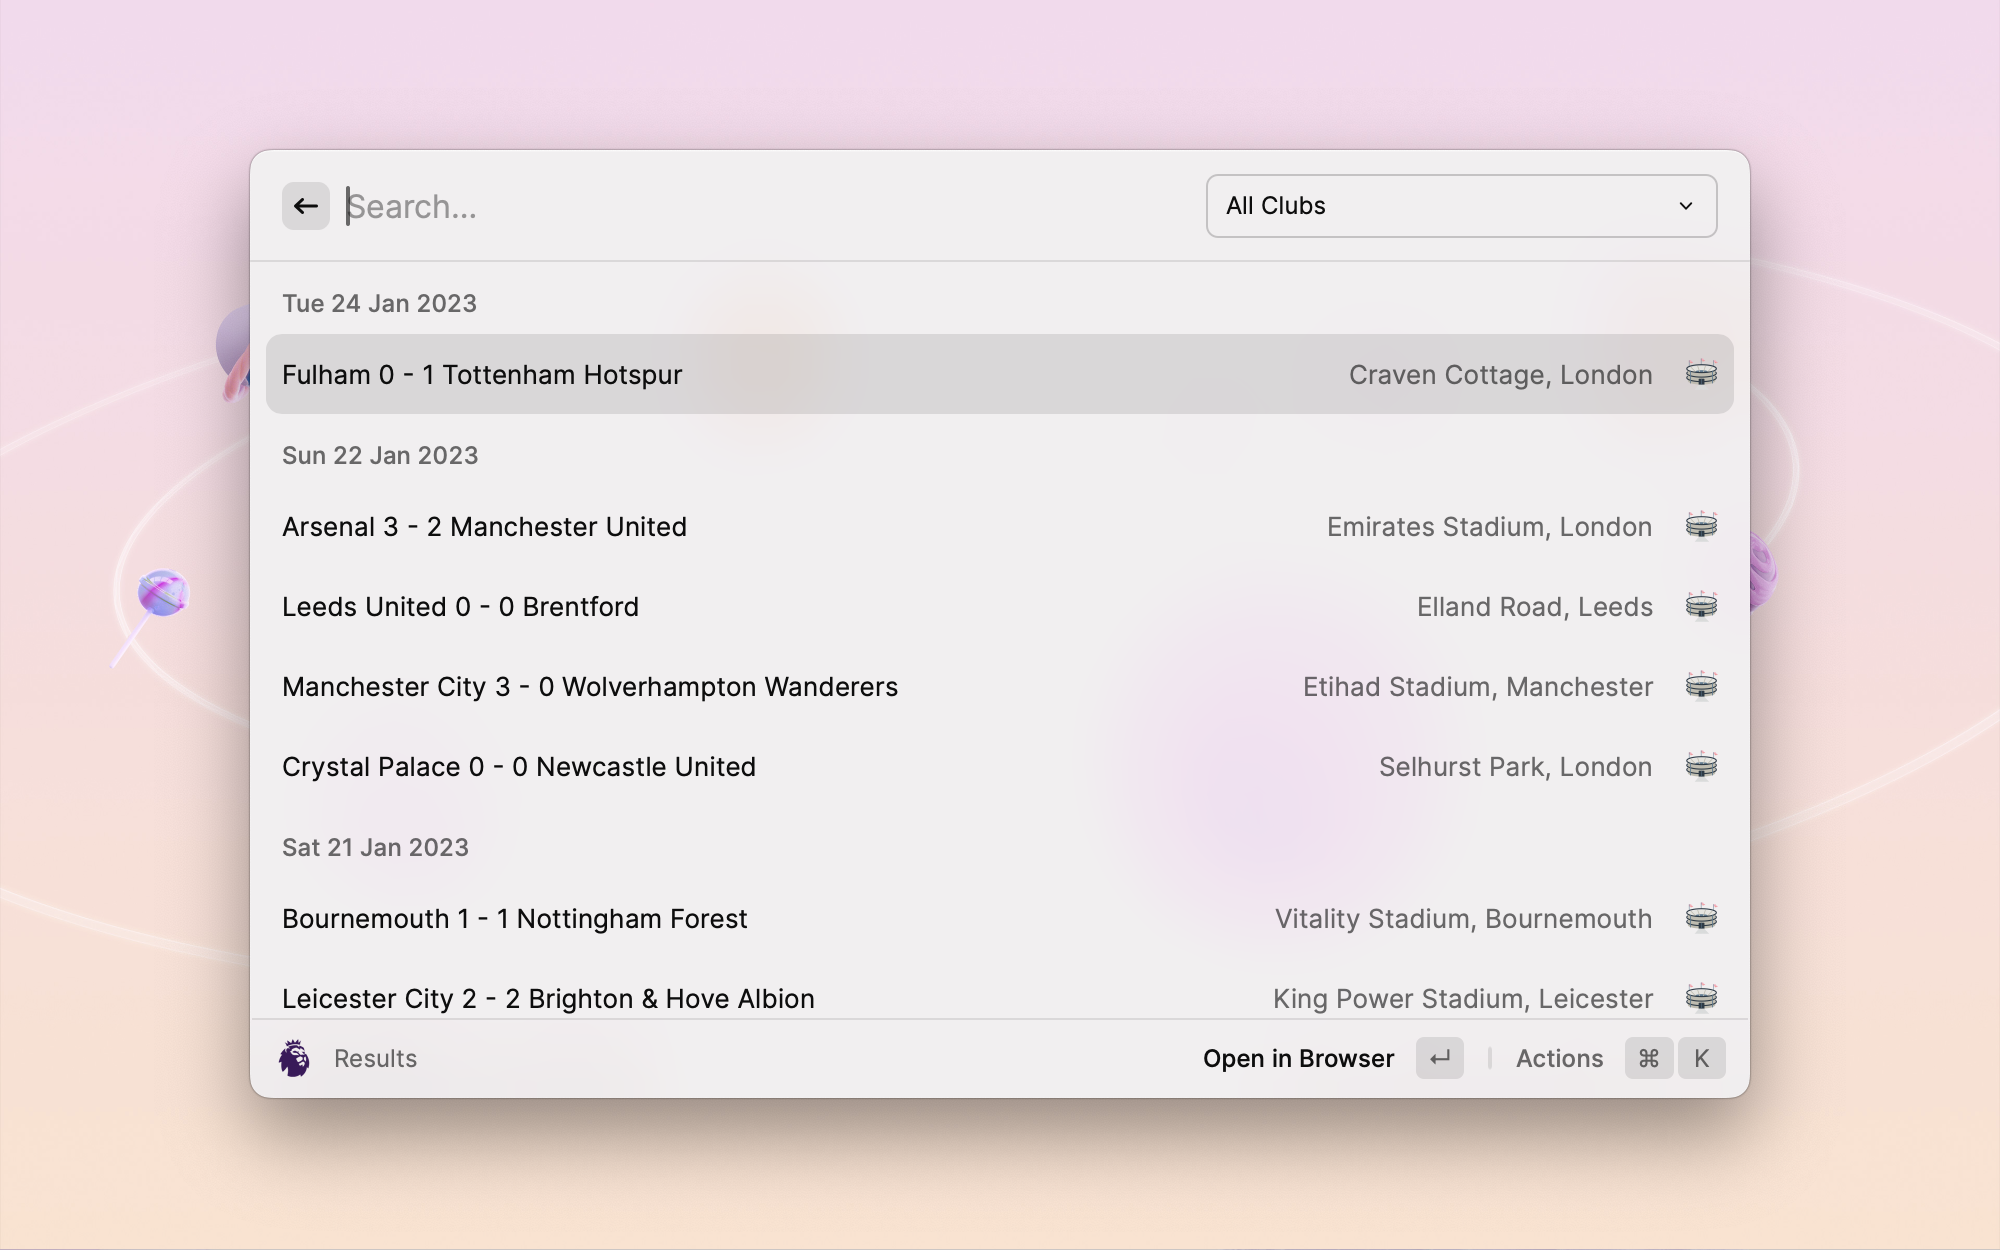 Search...
All Clubs
Tue 24 Jan 2023
Fulham 0 - 1 Tottenham Hotspur Craven Cottage, London
Sun 22 Jan 2023
Arsenal 3 - 2 Manchester United Emirates Stadium, London
Leeds United 0 - 0 Brentford Elland Road, Leeds
Manchester City 3 - 0 Wolverhampton Wanderers Etihad Stadium, Manchester
Crystal Palace 0 - 0 Newcastle United Selhurst Park, London
Sat 21 Jan 2023
Bournemouth 1 - 1 Nottingham Forest Vitality Stadium, Bournemouth
Leicester City 2 - 2 Brighton & Hove Albion King Power Stadium, Leicester
Results Open in Browser ↵ Actions ⌘ K